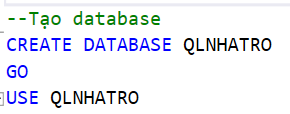 --Tạo database
CREATE DATABASE QLNHATRO
GO
USE QLNHATRO